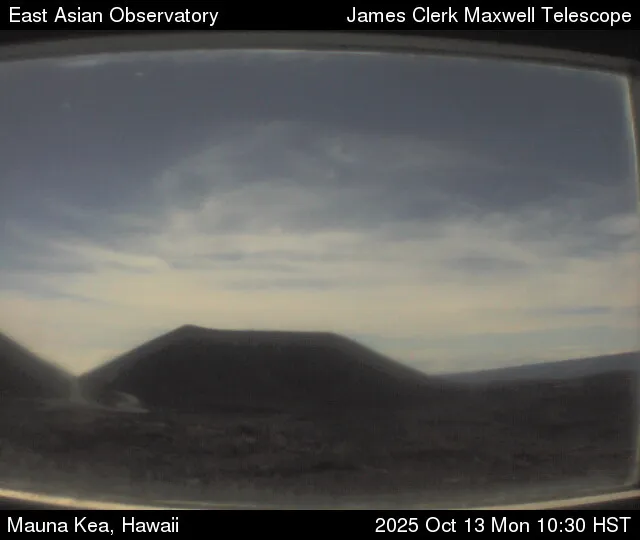 East Asian Observatory
James Clerk Maxwell Telescope
Mauna Kea, Hawaii
2025 Oct 13 Mon 10:30 HST